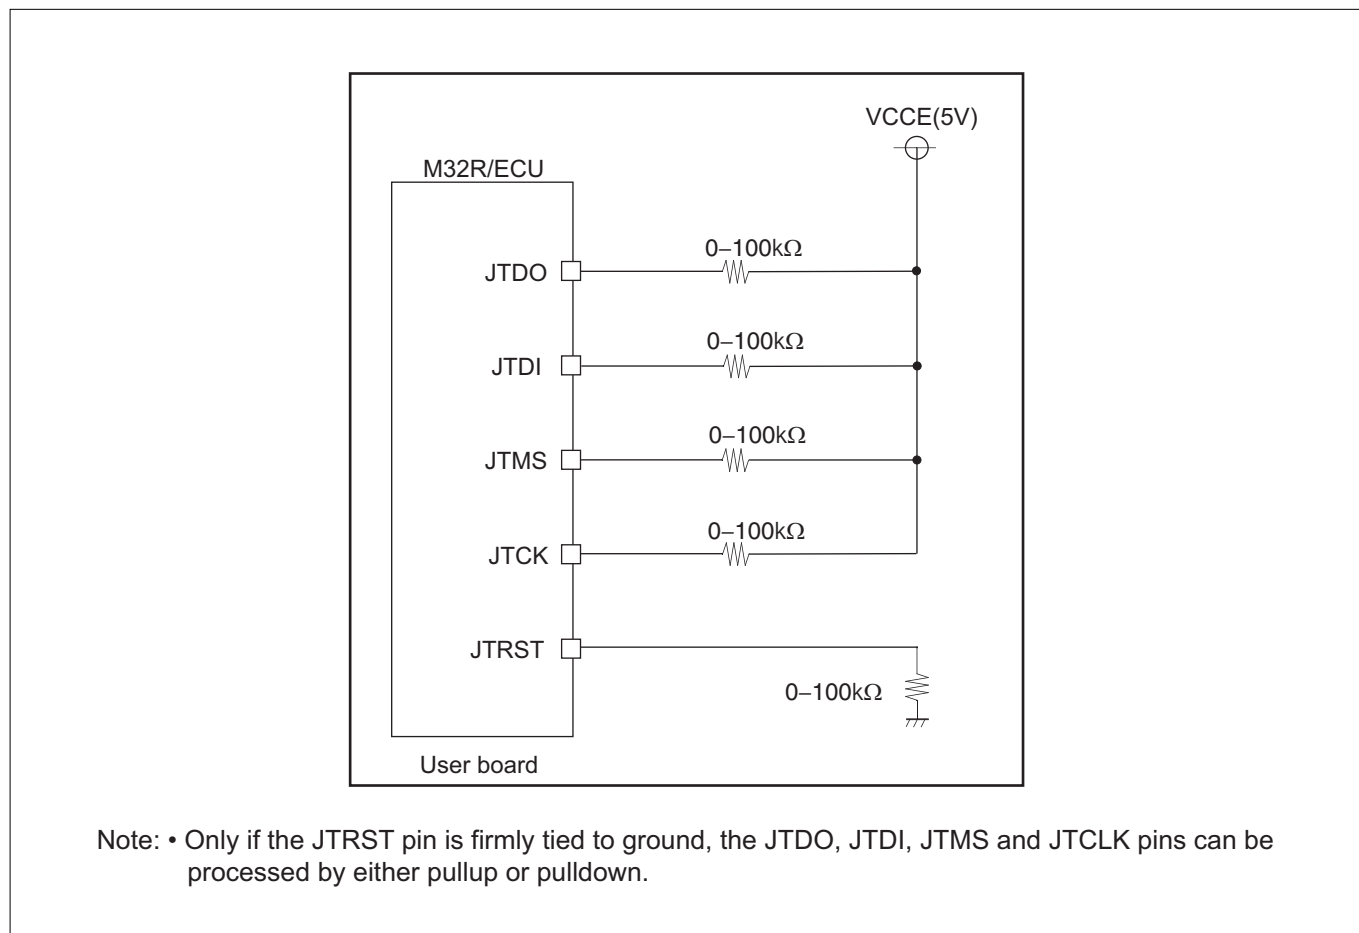 VCCE(5V)
M32R/ECU
0–100kΩ
JTDO
0–100kΩ
JTDI
0–100kΩ
JTMS
0–100kΩ
JTCK
JTRST
0–100kΩ
User board
Note: • Only if the JTRST pin is firmly tied to ground, the JTDO, JTDI, JTMS and JTCLK pins can be
processed by either pullup or pulldown.